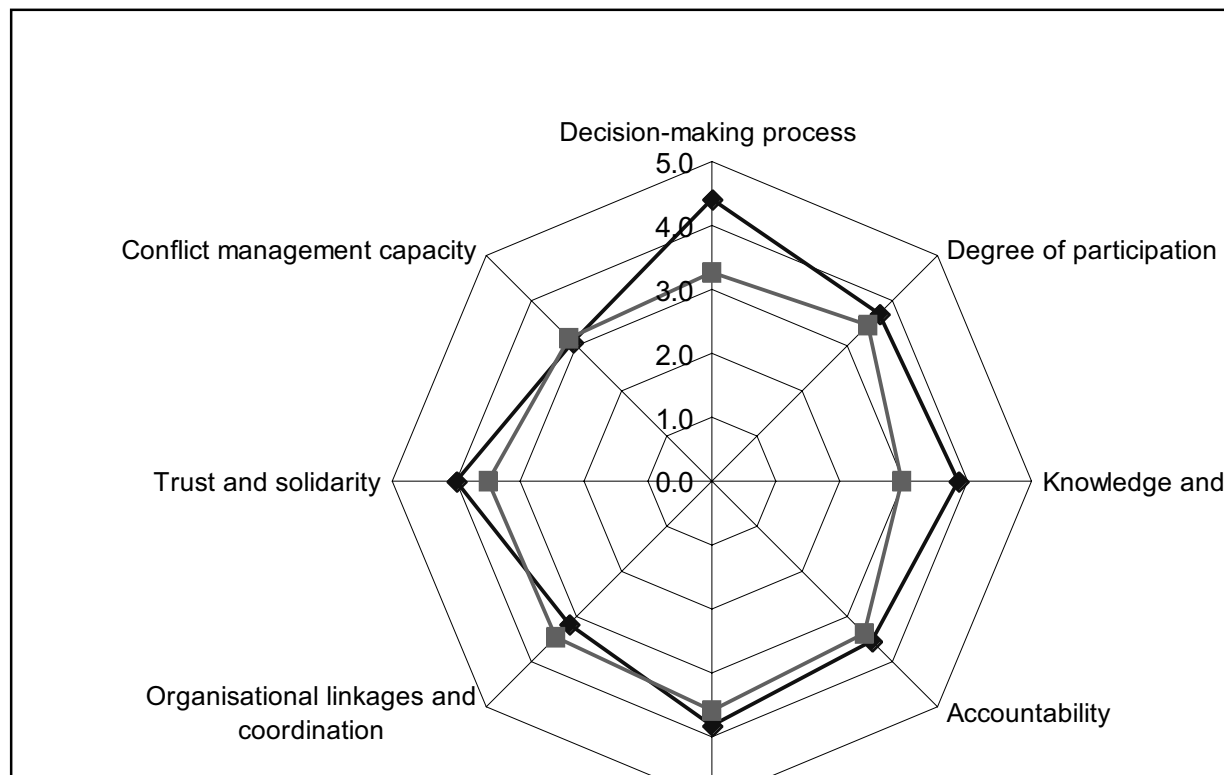 Decision-making process
5.0
Conflict management capacity
4.0
Degree of participation
3.0
2.0
1.0
Trust and solidarity
0.0
Knowledge and
Organisational linkages and
coordination
Accountability